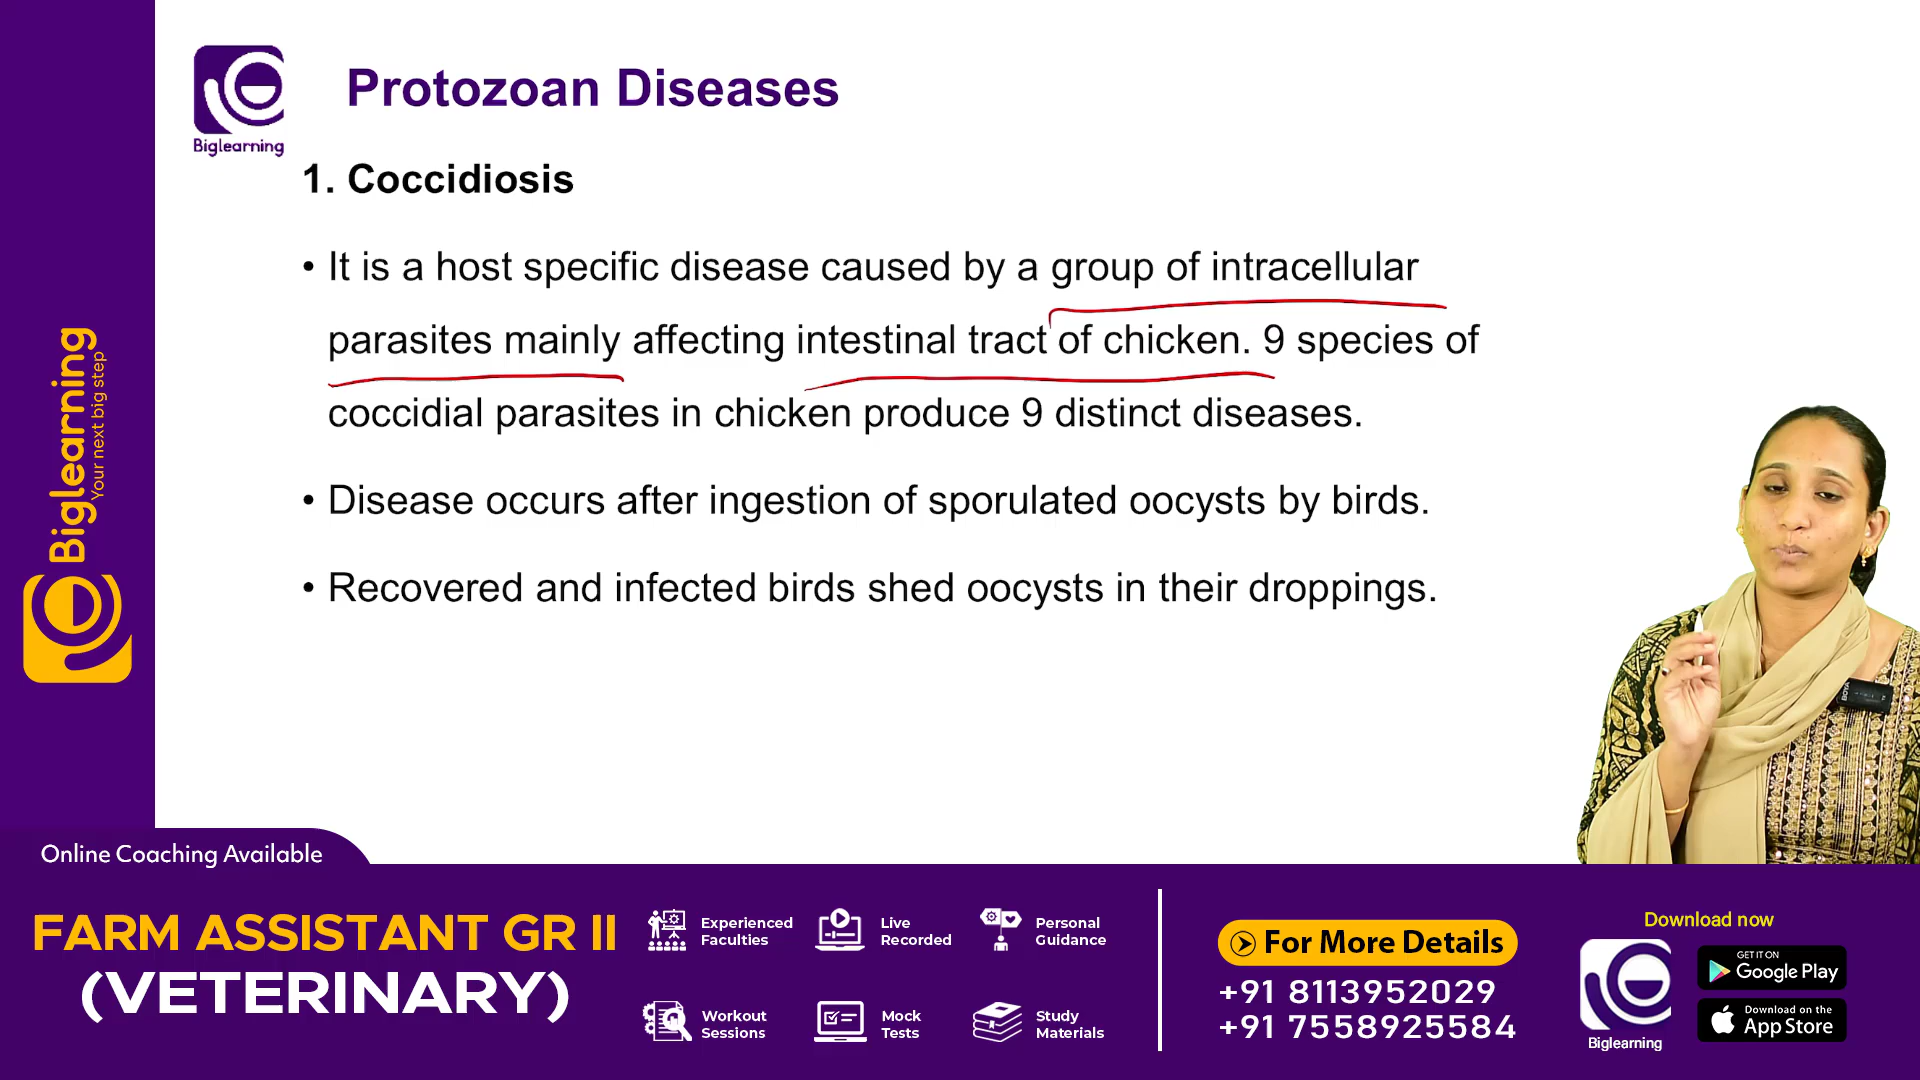 Biglearning
Protozoan Diseases
1. Coccidiosis
• It is a host specific disease caused by a group of intracellular
parasites mainly affecting intestinal tract of chicken. 9 species of
coccidial parasites in chicken produce 9 distinct diseases.
• Disease occurs after ingestion of sporulated oocysts by birds.
• Recovered and infected birds shed oocysts in their droppings.
Biglearning
Your next big step
BOYA
Online Coaching Available
FARM ASSISTANT GR II
(VETERINARY)
Experienced
Faculties
Live
Recorded
Personal
Guidance
Workout
Sessions
Mock
Tests
Study
Materials
For More Details
+91 8113952029
+91 7558925584
Download now
Biglearning
GET IT ON
Google Play
Download on the
App Store